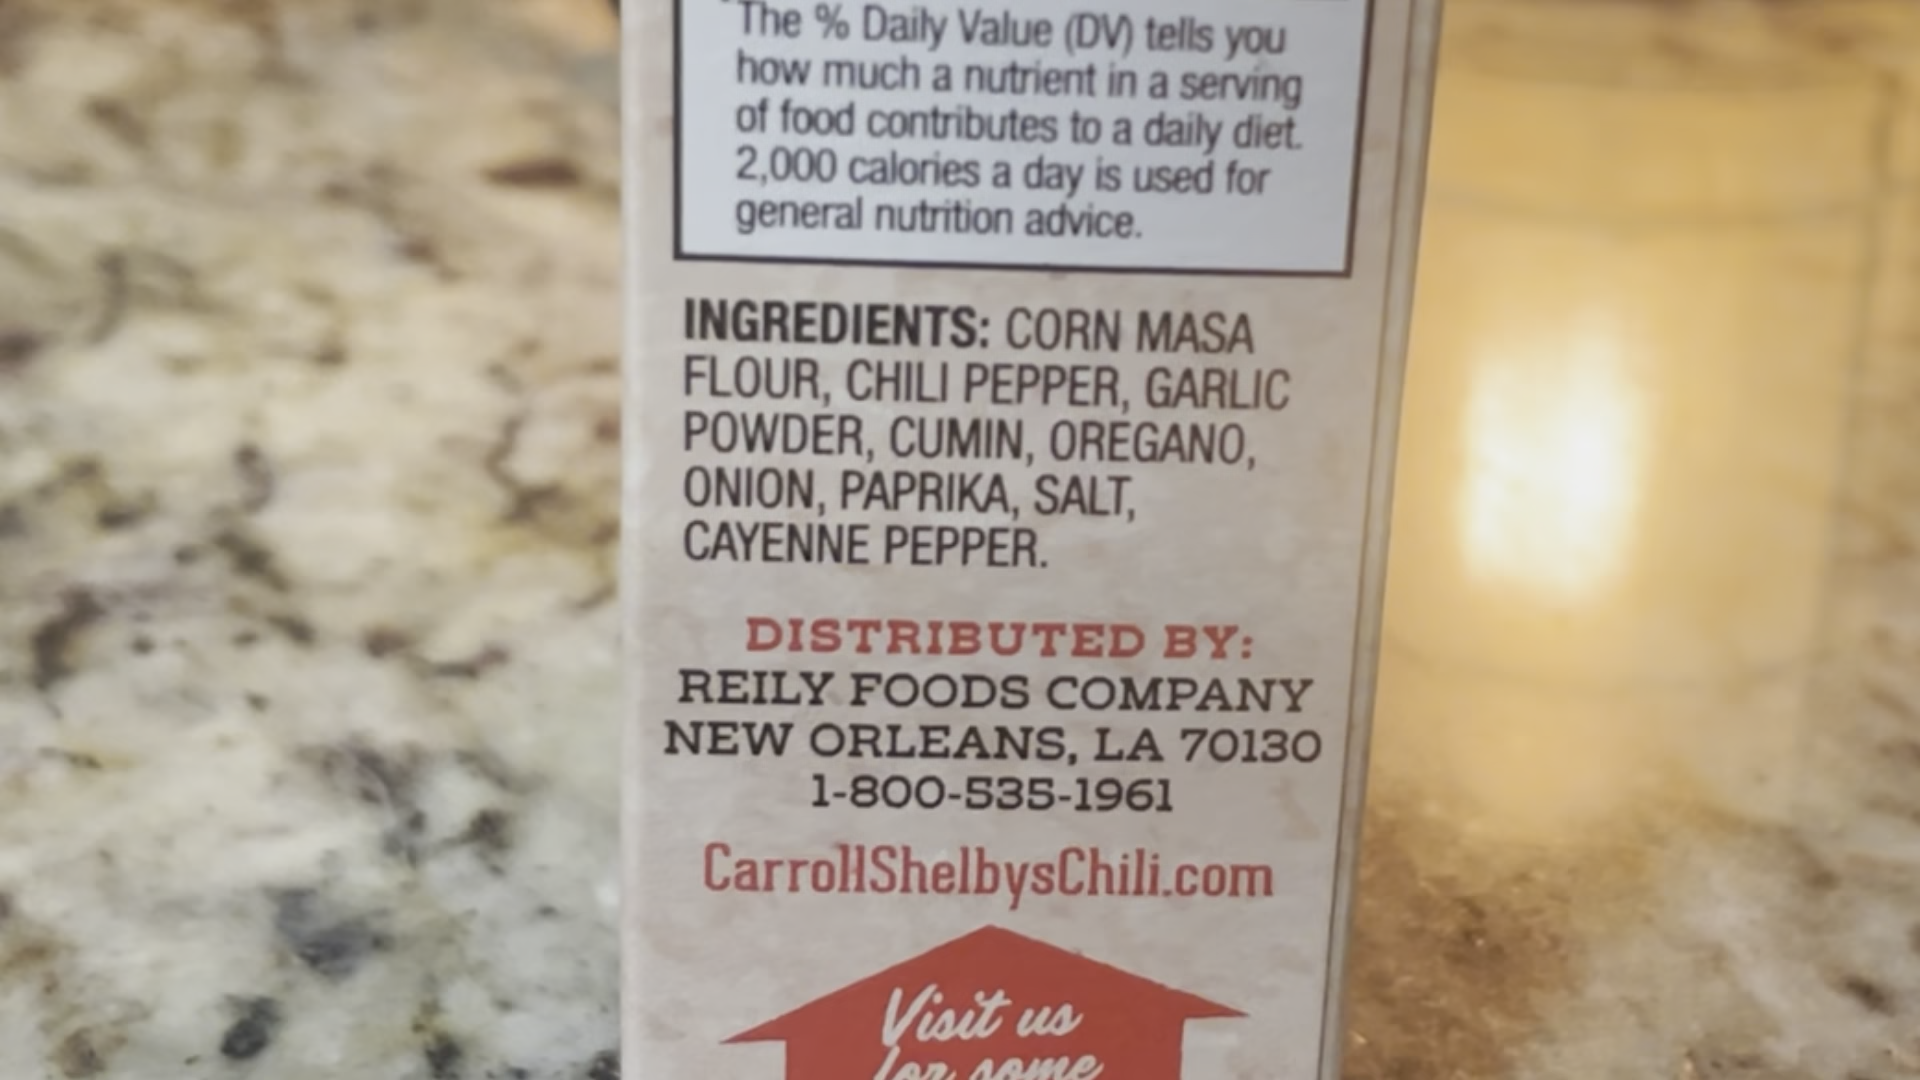 The % Daily Value (DV) tells you
how much a nutrient in a serving
of food contributes to a daily diet.
2,000 calories a day is used for
general nutrition advice.
INGREDIENTS: CORN MASA
FLOUR, CHILI PEPPER, GARLIC
POWDER, CUMIN, OREGANO,
ONION, PAPRIKA, SALT,
CAYENNE PEPPER.
DISTRIBUTED BY:
REILY FOODS COMPANY
NEW ORLEANS, LA 70130
1-800-535-1961
CarrollShelbysChili.com
Visit us
for some